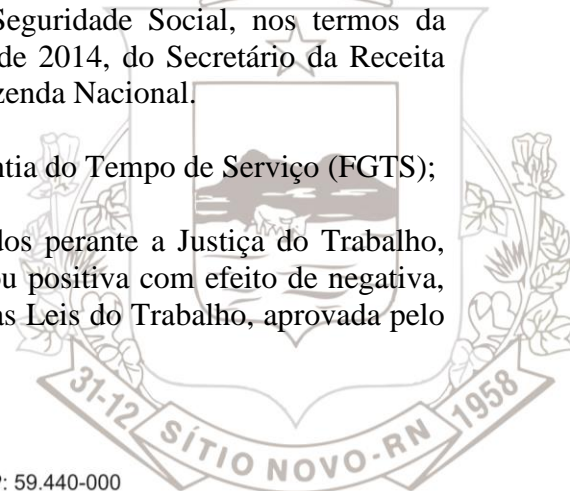 Seguridade Social, nos termos da
de 2014, do Secretário da Receita
zenda Nacional.
ntia do Tempo de Serviço (FGTS);
dos perante a Justiça do Trabalho,
ou positiva com efeito de negativa,
as Leis do Trabalho, aprovada pelo
31-12 SÍTIO NOVO-RN 1958
P: 59.440-000